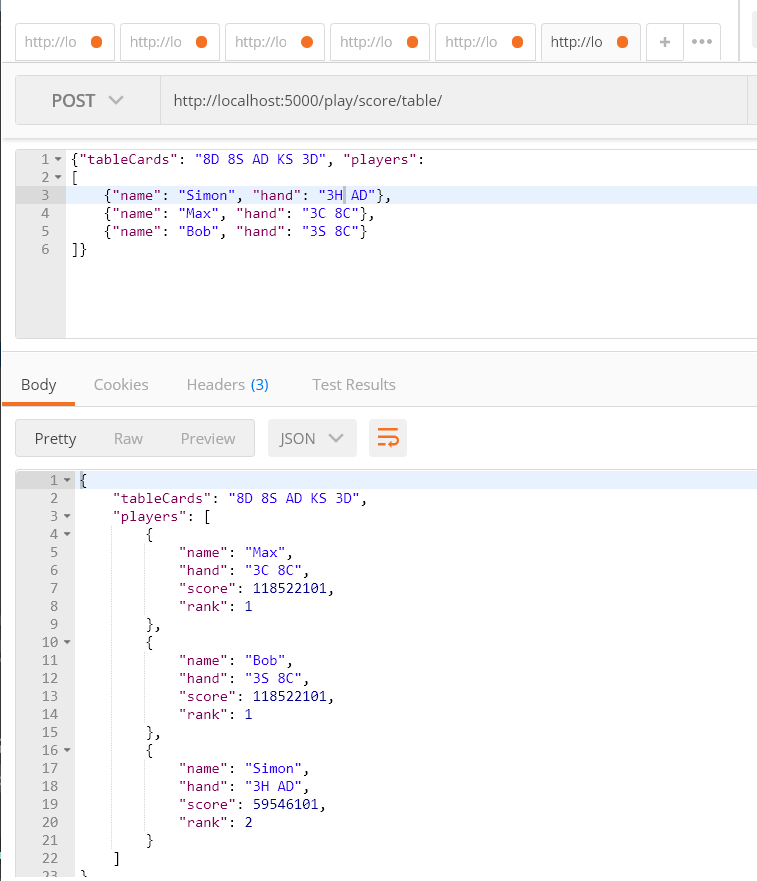 http://lo http://lo http://lo http://lo http://lo http://lo + •••
POST http://localhost:5000/play/score/table/
1 {"tableCards": "8D 8S AD KS 3D", "players":
2 [
3 {"name": "Simon", "hand": "3H AD"},
4 {"name": "Max", "hand": "3C 8C"},
5 {"name": "Bob", "hand": "3S 8C"}
6 ]}
Body Cookies Headers (3) Test Results
Pretty Raw Preview JSON
1 {
2 "tableCards": "8D 8S AD KS 3D",
3 "players": [
4 {
5 "name": "Max",
6 "hand": "3C 8C",
7 "score": 118522101,
8 "rank": 1
9 },
10 {
11 "name": "Bob",
12 "hand": "3S 8C",
13 "score": 118522101,
14 "rank": 1
15 },
16 {
17 "name": "Simon",
18 "hand": "3H AD",
19 "score": 59546101,
20 "rank": 2
21 }
22 ]
23 }